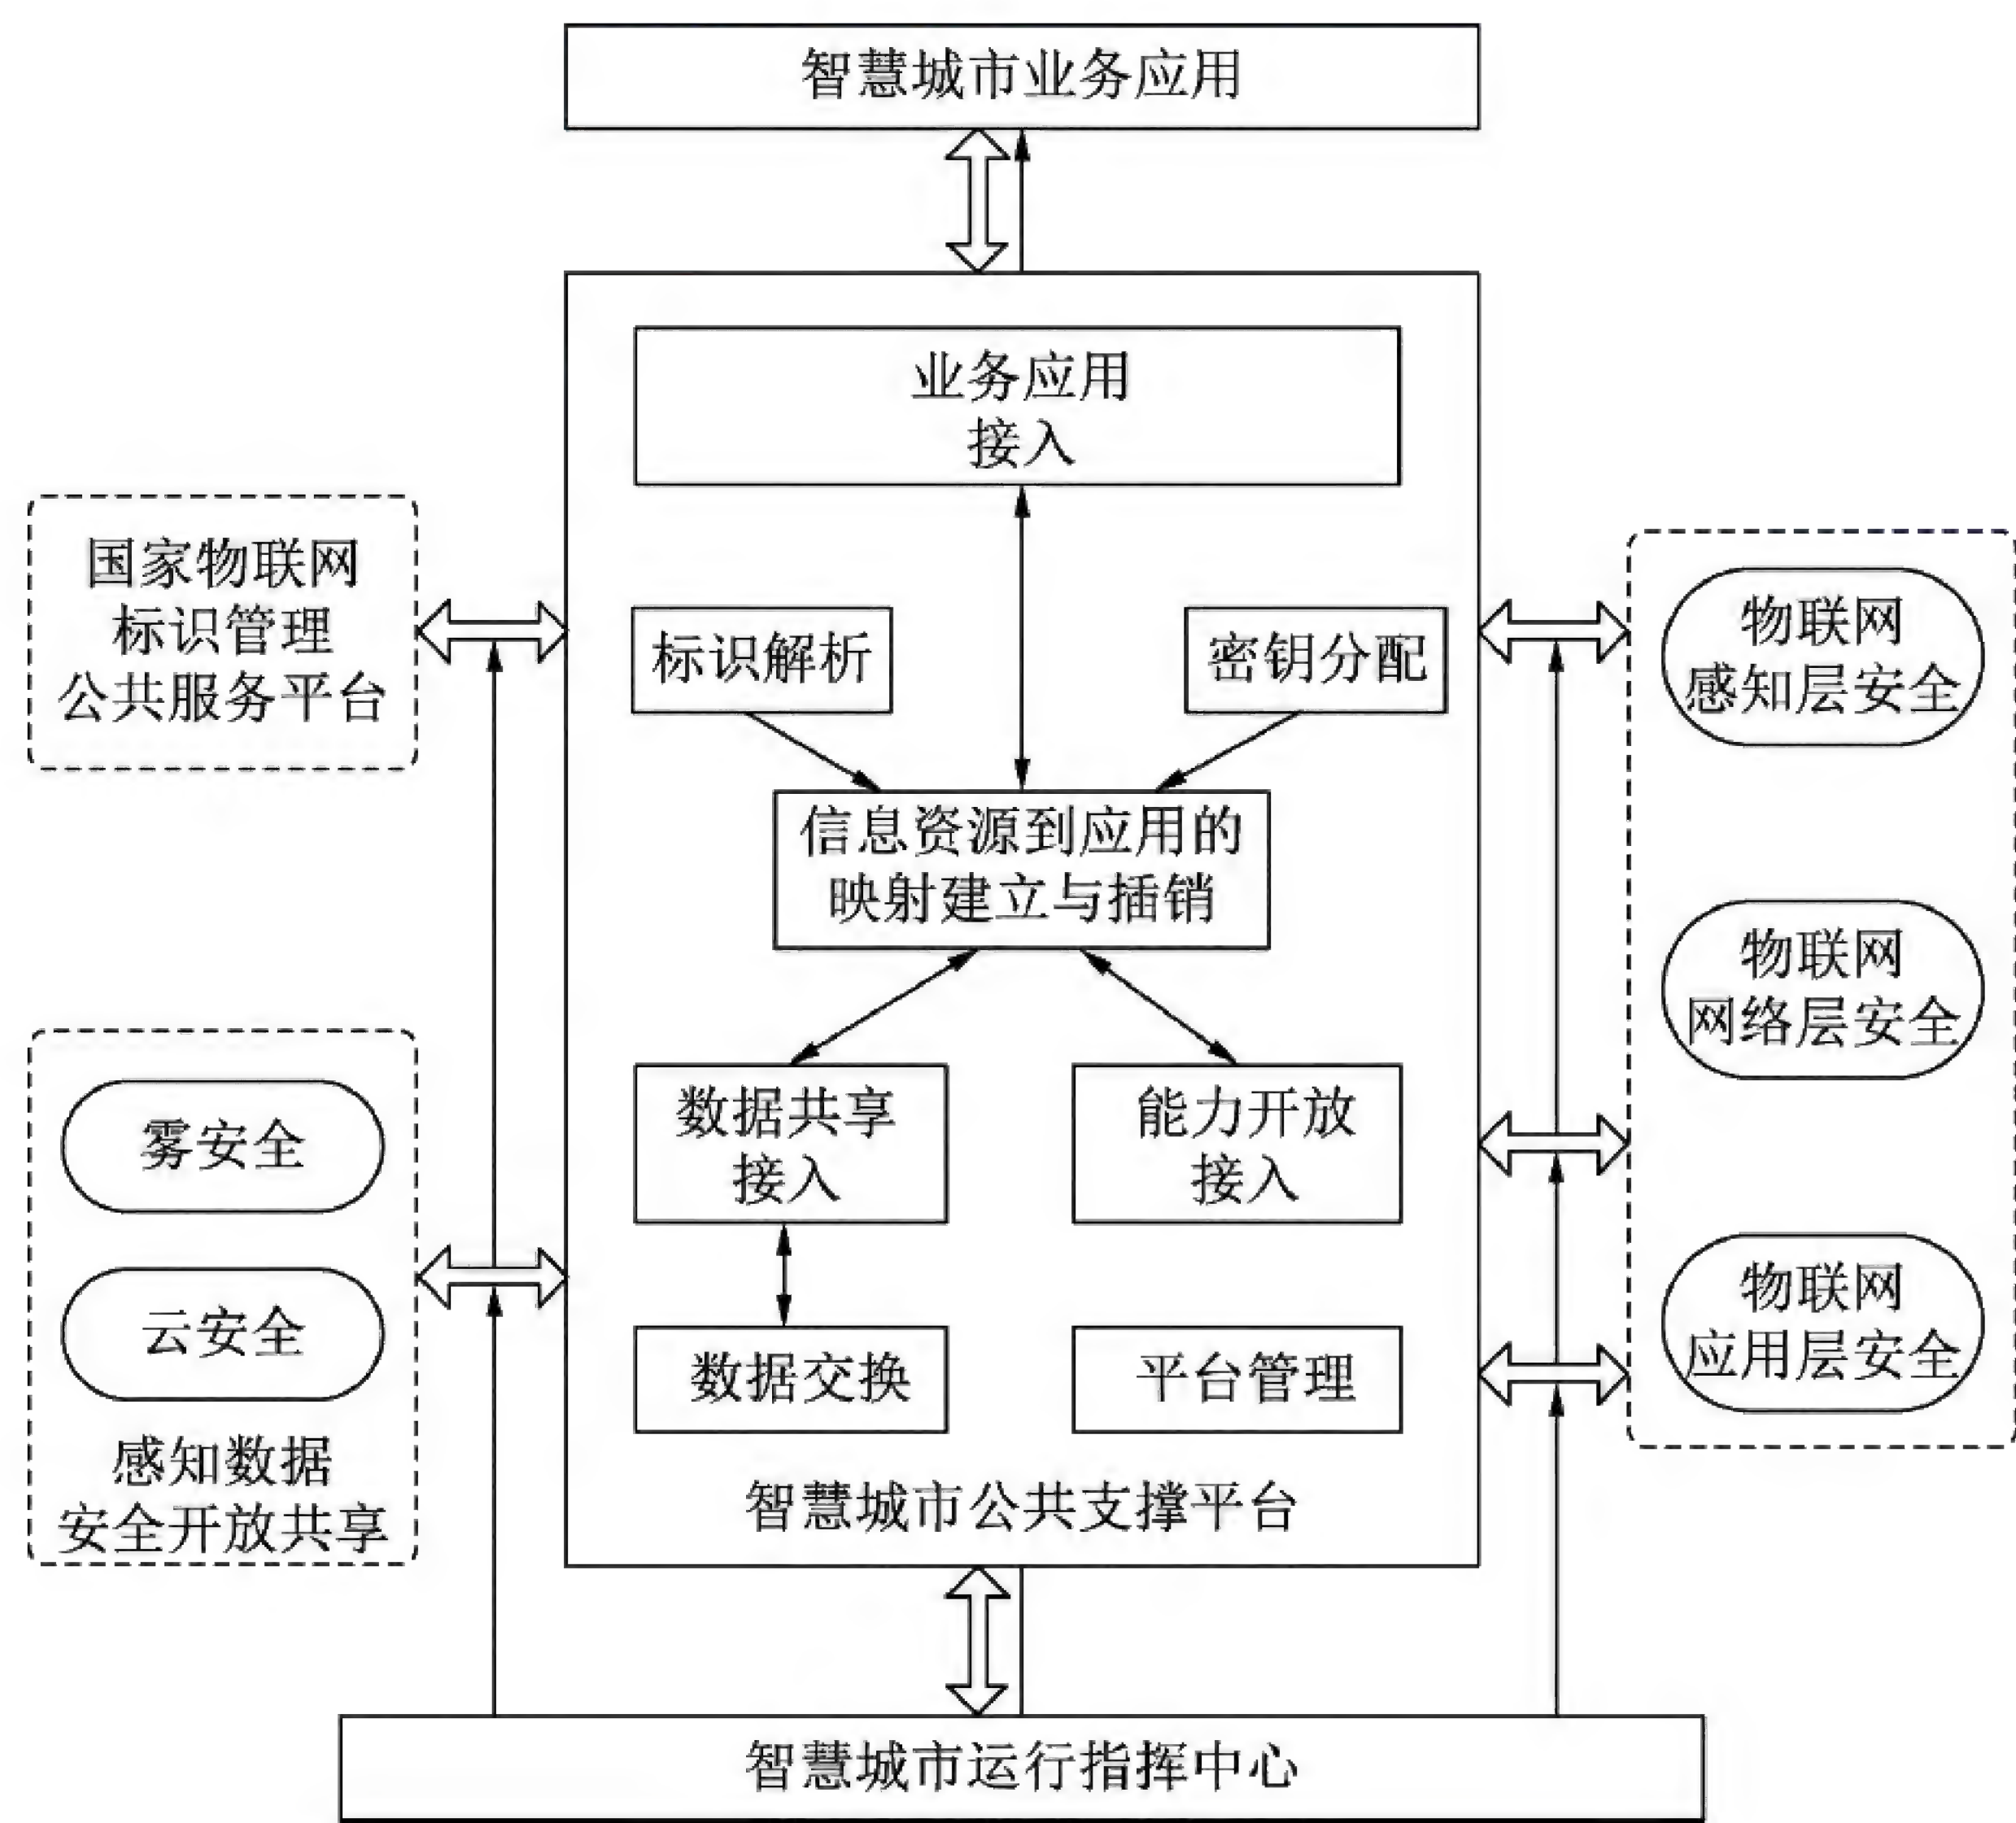 智慧城市业务应用
业务应用
接入
国家物联网
标识管理
公共服务平台
标识解析
密钥分配
物联网
感知层安全
信息资源到应用的
映射建立与插销
物联网
网络层安全
雾安全
云安全
感知数据
安全开放共享
数据共享
接入
能力开放
接入
数据交换
平台管理
物联网
应用层安全
智慧城市公共支撑平台
智慧城市运行指挥中心